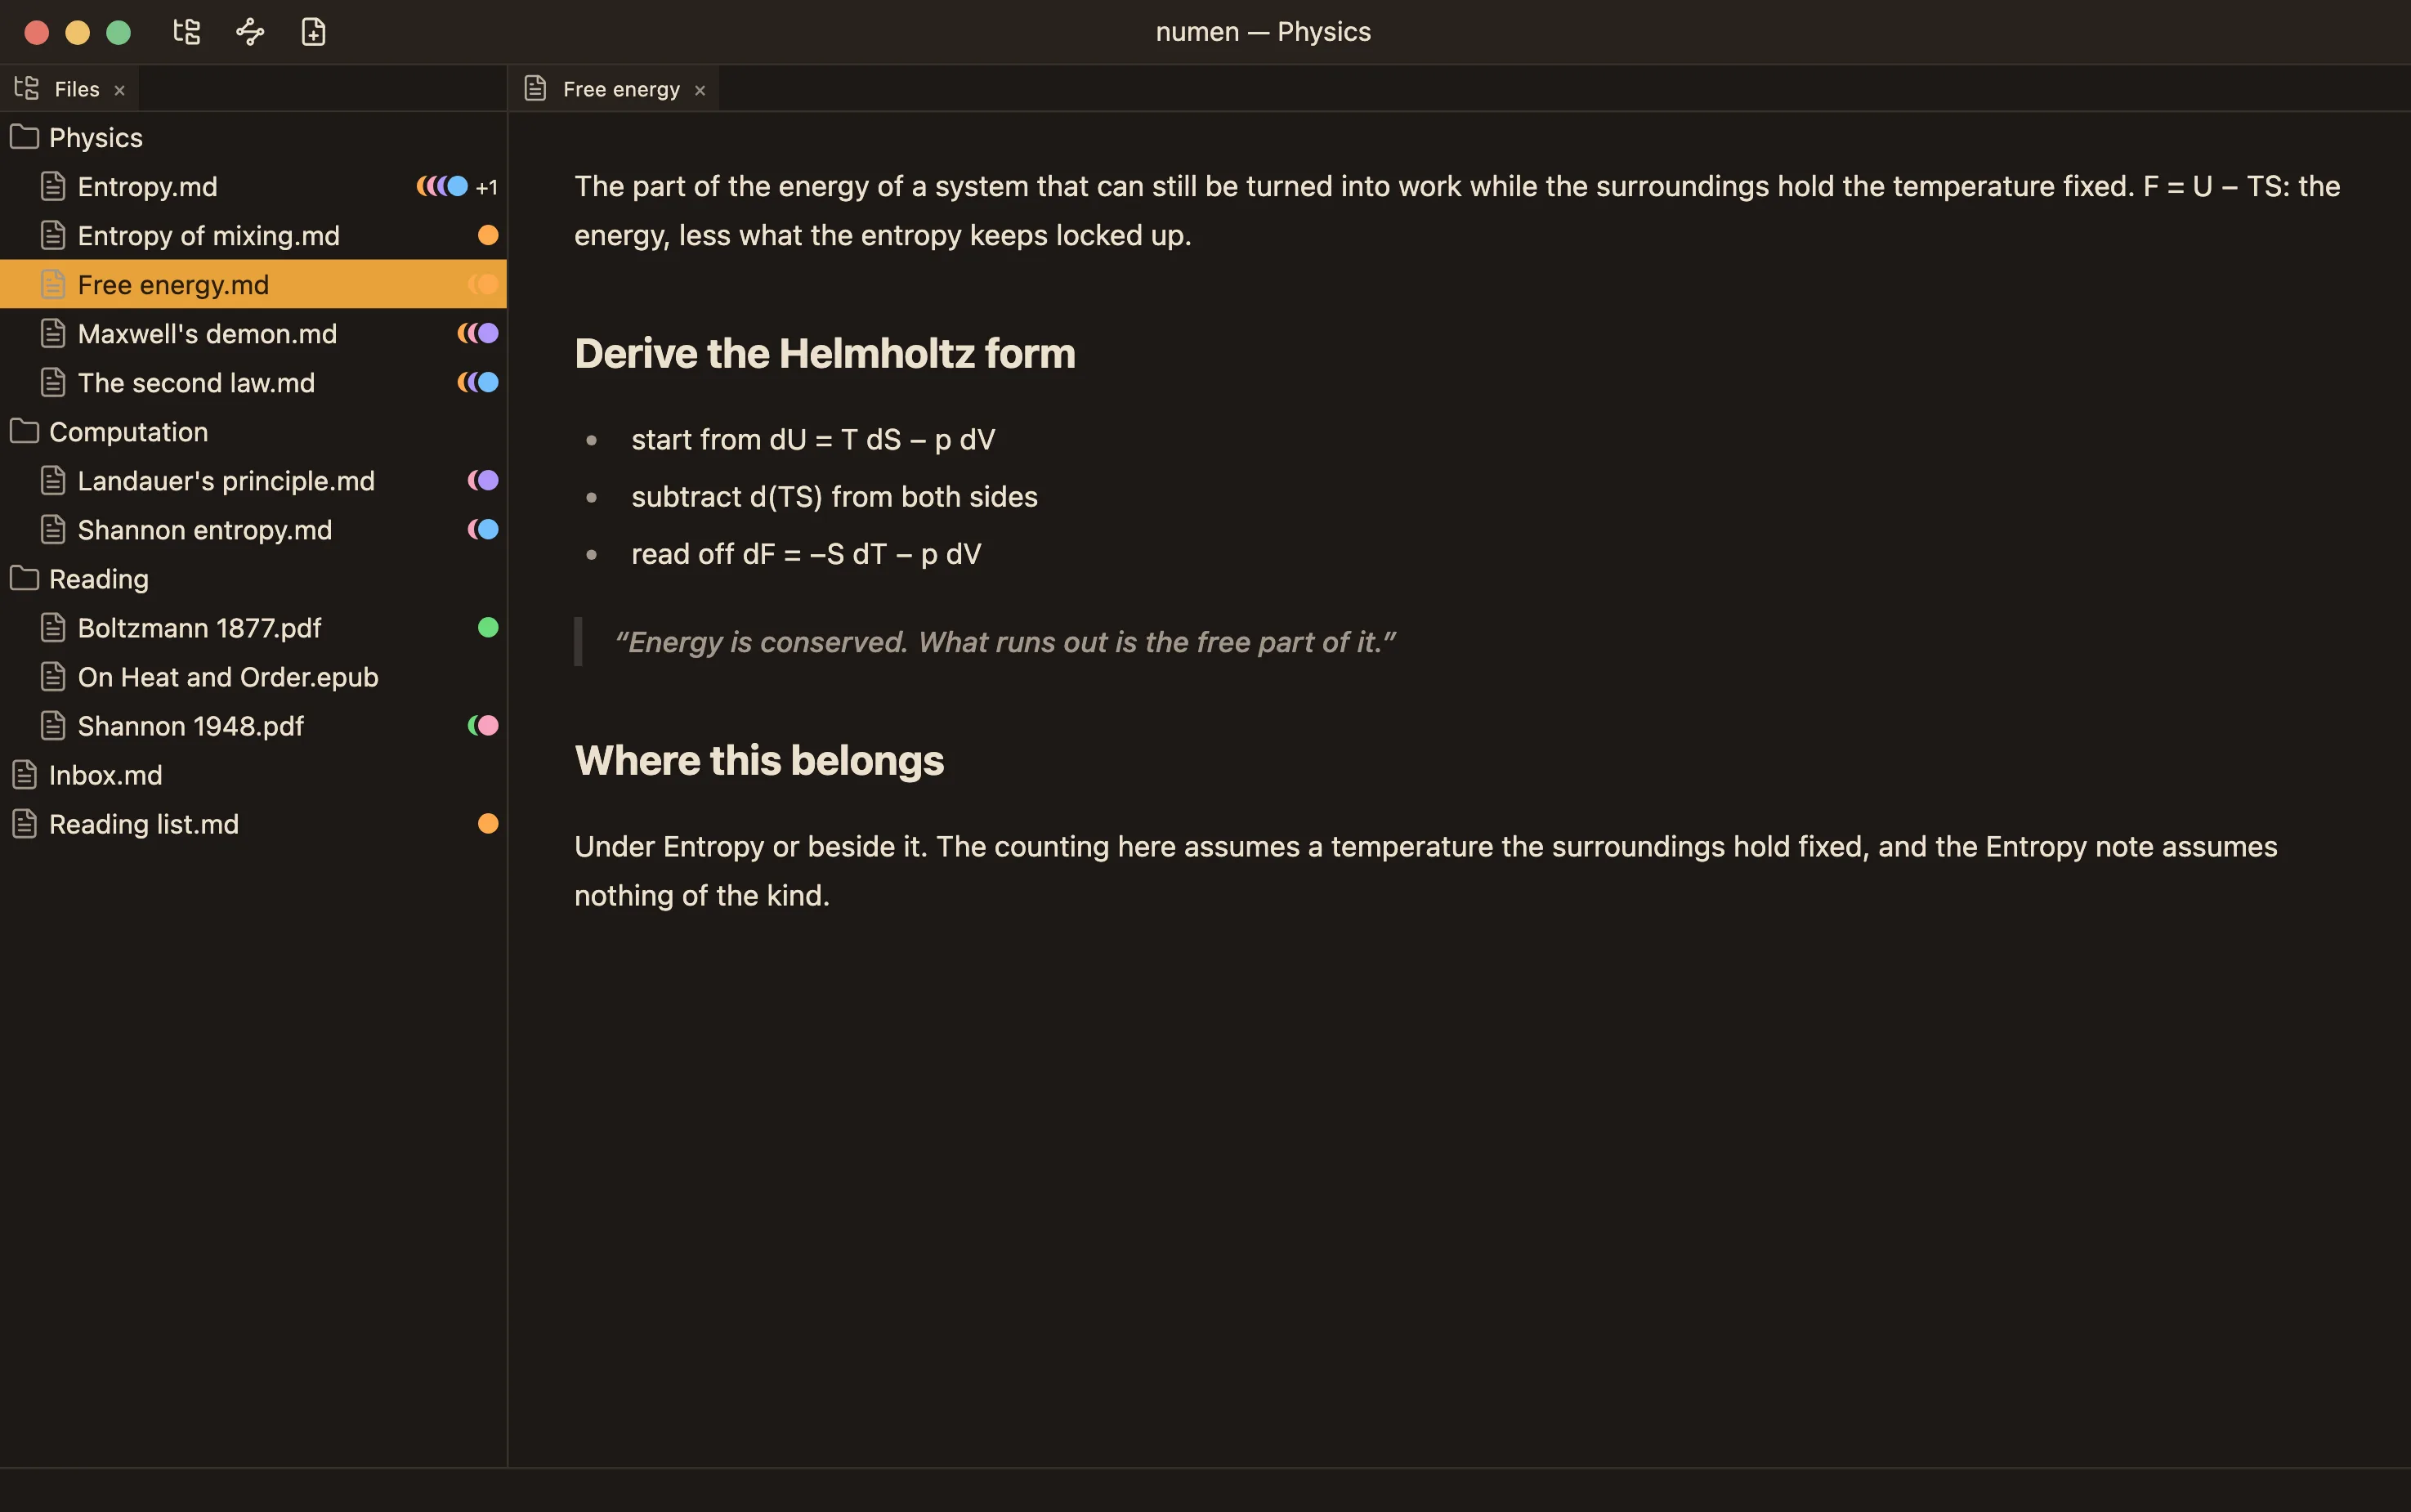 numen — Physics
Files ×
Free energy ×
Physics
Entropy.md +1
Entropy of mixing.md
Free energy.md
Maxwell's demon.md
The second law.md
Computation
Landauer's principle.md
Shannon entropy.md
Reading
Boltzmann 1877.pdf
On Heat and Order.epub
Shannon 1948.pdf
Inbox.md
Reading list.md
The part of the energy of a system that can still be turned into work while the surroundings hold the temperature fixed. F = U – TS: the
energy, less what the entropy keeps locked up.
Derive the Helmholtz form
• start from dU = T dS – p dV
• subtract d(TS) from both sides
• read off dF = –S dT – p dV
“Energy is conserved. What runs out is the free part of it.”
Where this belongs
Under Entropy or beside it. The counting here assumes a temperature the surroundings hold fixed, and the Entropy note assumes
nothing of the kind.